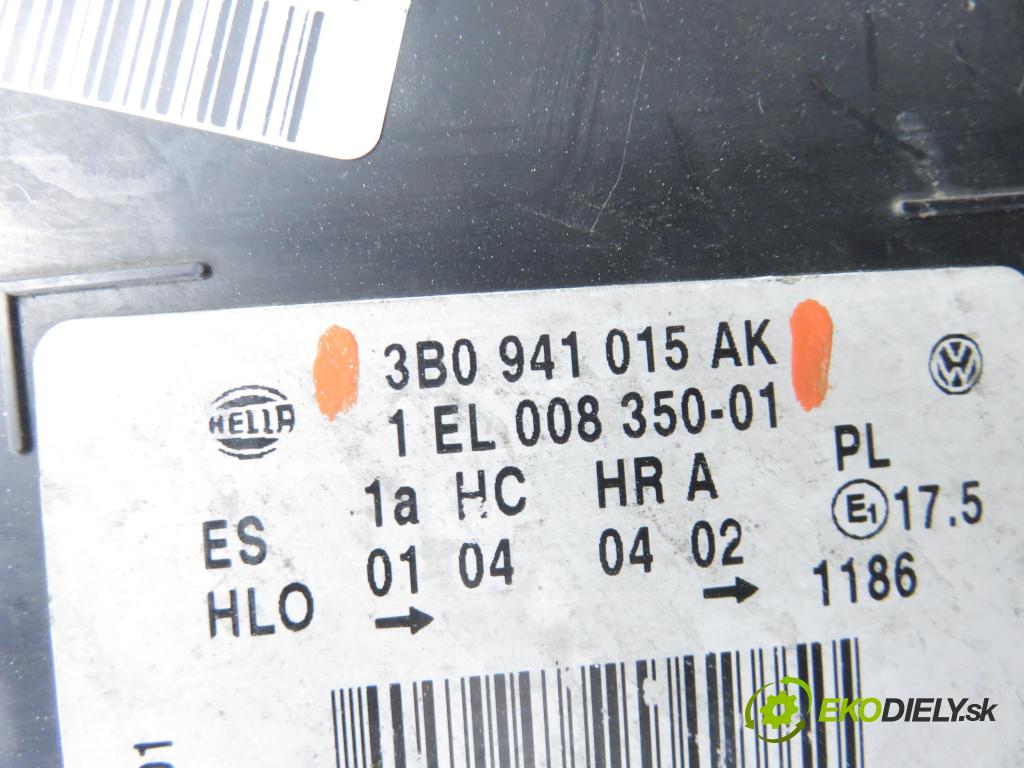 3B0 941 015 AK
HELLA
1 EL 008 350-01
1a HC HR A PL
ES 01 04 04 02 E1 17.5
HLO → → 1186
EKODIELY.sk